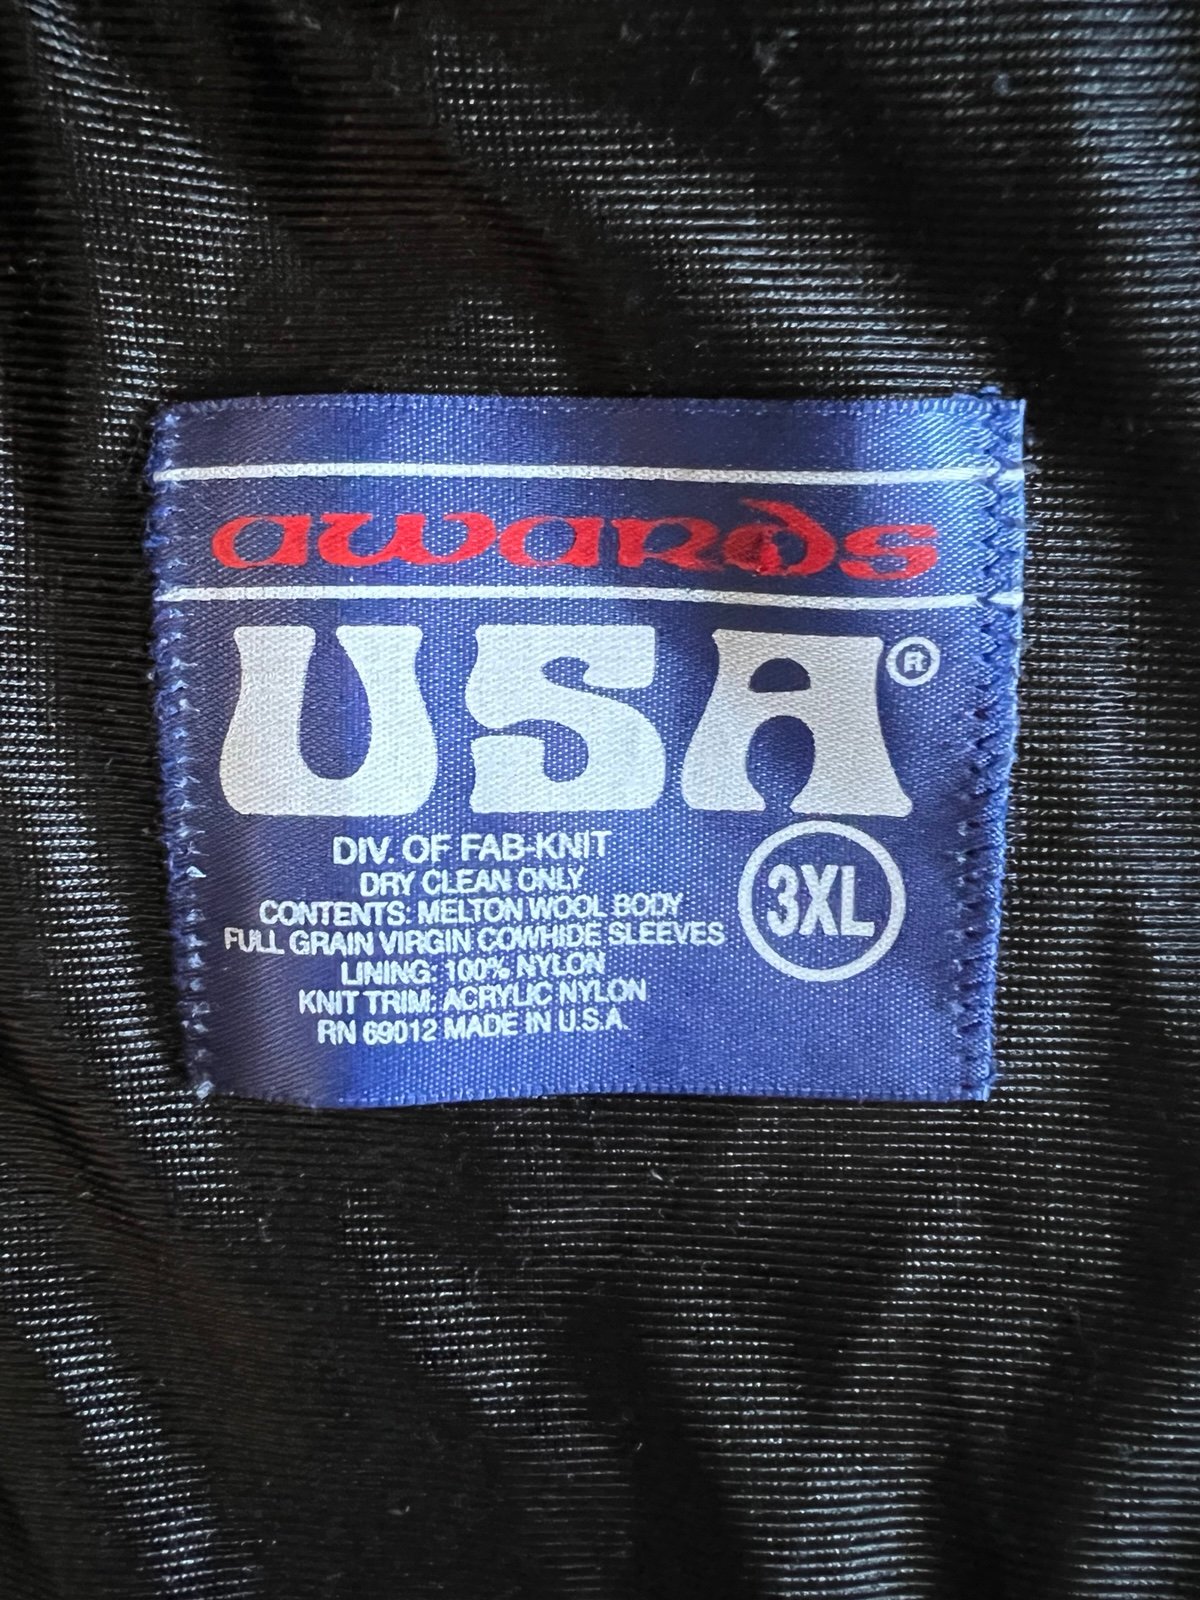 awards
USA®
DIV. OF FAB-KNIT
DRY CLEAN ONLY
CONTENTS: MELTON WOOL BODY
FULL GRAIN VIRGIN COWHIDE SLEEVES
LINING: 100% NYLON
KNIT TRIM: ACRYLIC NYLON
RN 69012 MADE IN U.S.A.
3XL